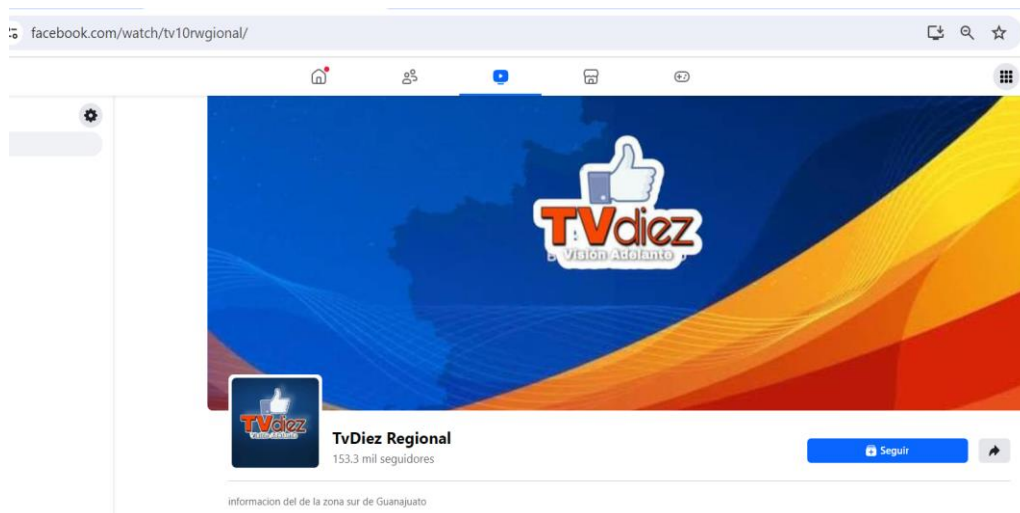 facebook.com/watch/tv10rwgional/
TVdiez
Visión Adelante
TVdiez
TvDiez Regional
153.3 mil seguidores
Seguir
informacion del de la zona sur de Guanajuato